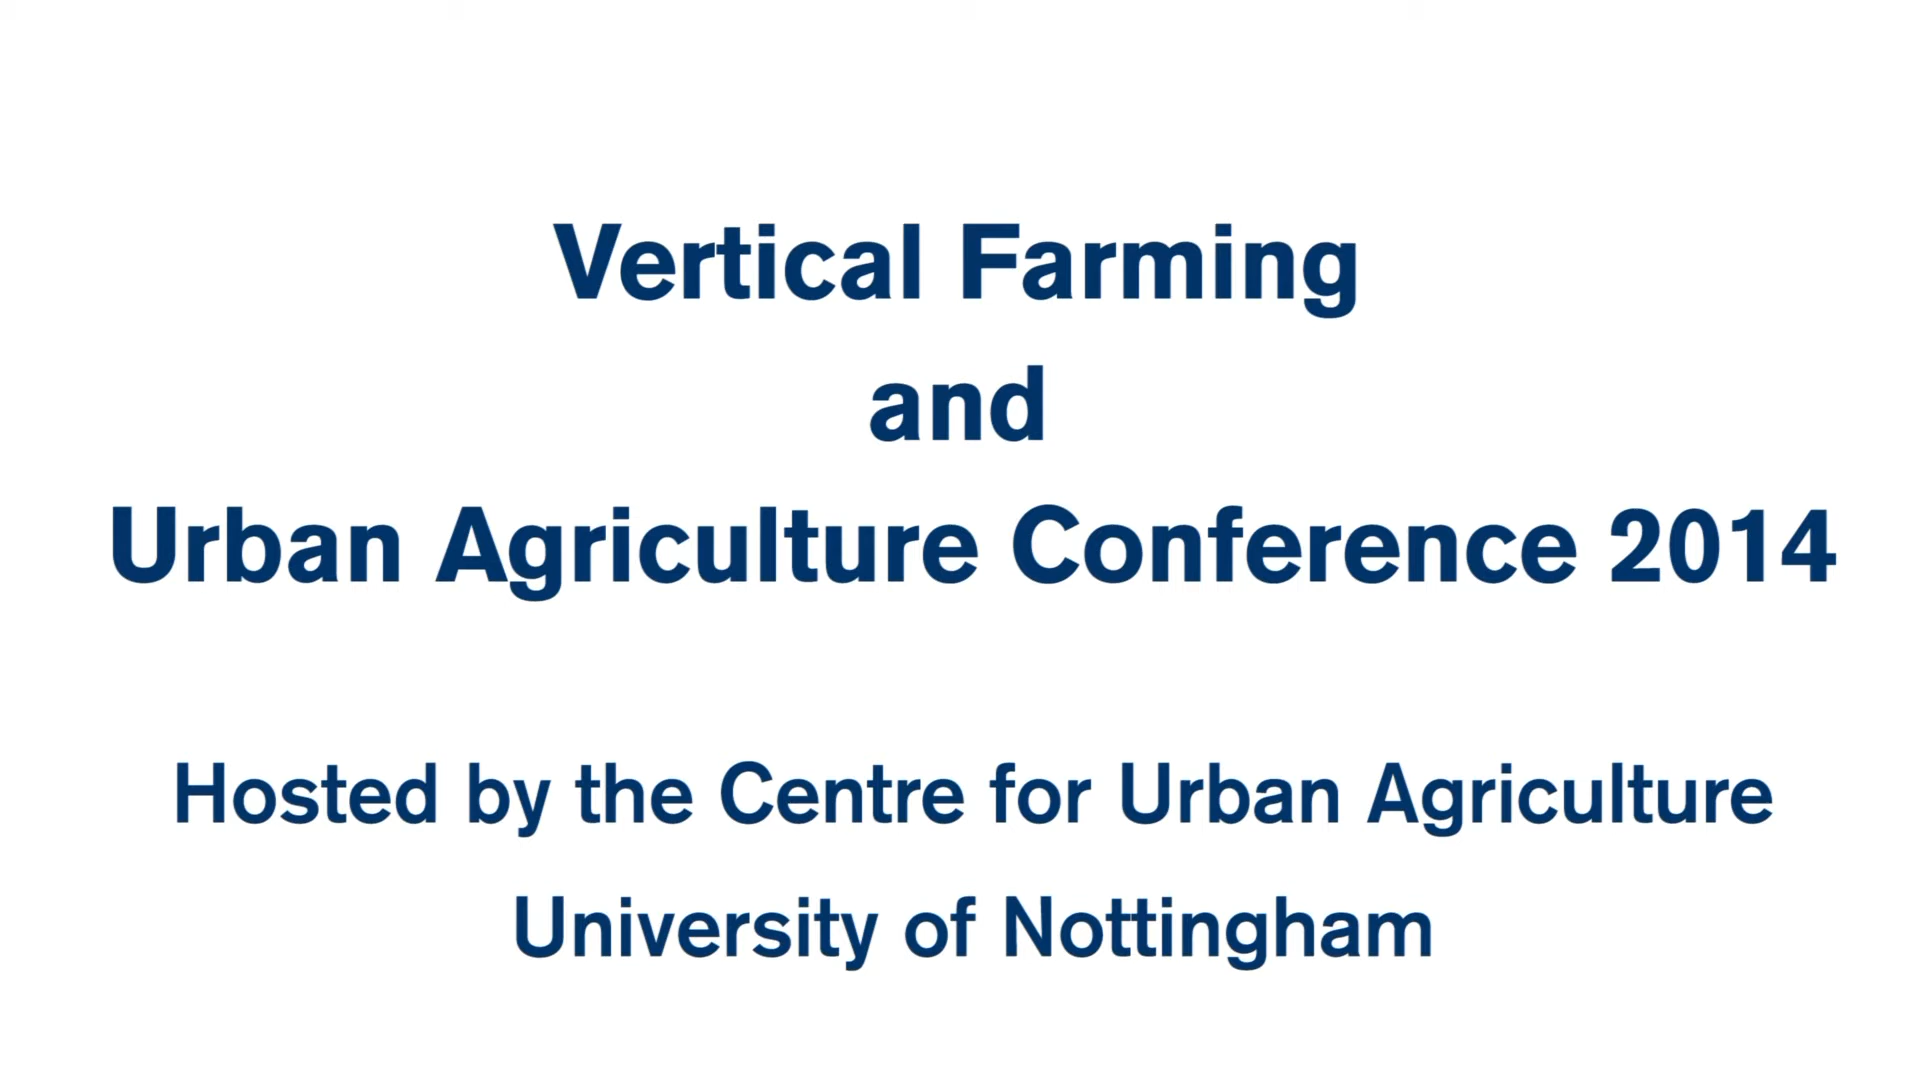 Vertical Farming
and
Urban Agriculture Conference 2014
Hosted by the Centre for Urban Agriculture
University of Nottingham